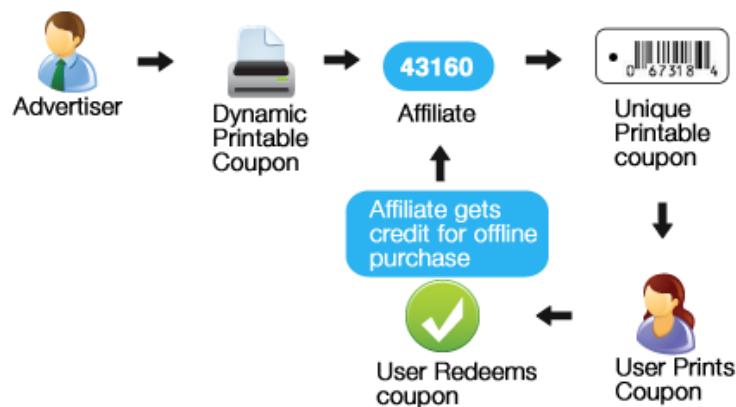 Advertiser
Dynamic
Printable
Coupon
43160
Affiliate
0 67318 4
Unique
Printable
coupon
Affiliate gets
credit for offline
purchase
User Redeems
coupon
User Prints
Coupon